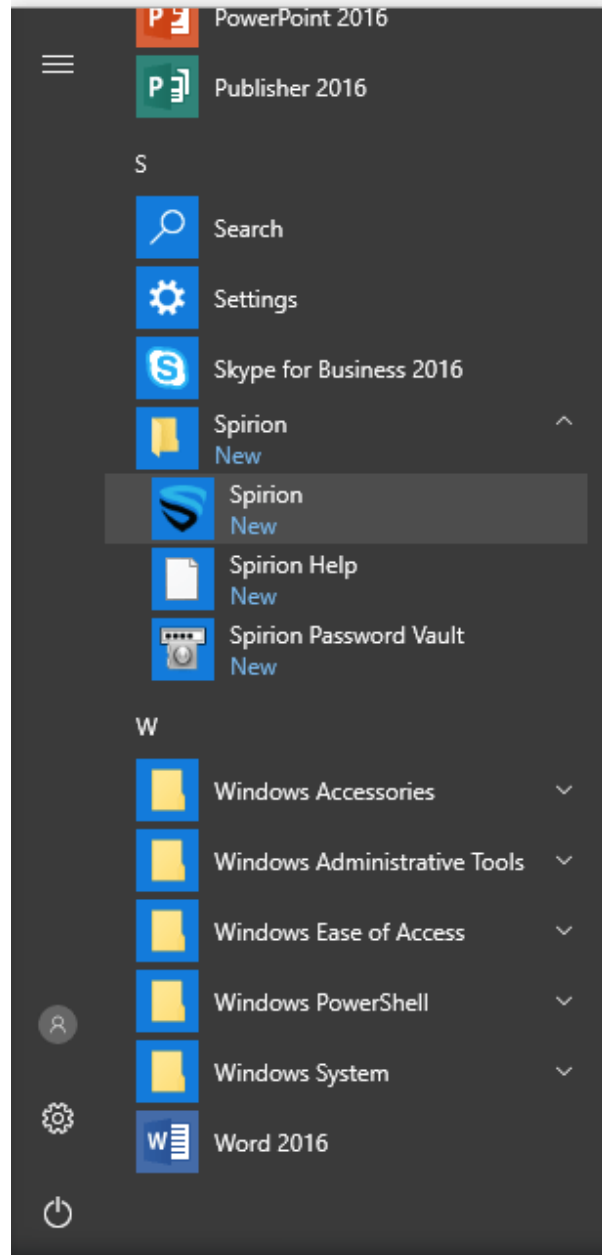 PowerPoint 2016
Publisher 2016
S
Search
Settings
Skype for Business 2016
Spirion
New
Spirion
New
Spirion Help
New
Spirion Password Vault
New
W
Windows Accessories
Windows Administrative Tools
Windows Ease of Access
Windows PowerShell
Windows System
Word 2016